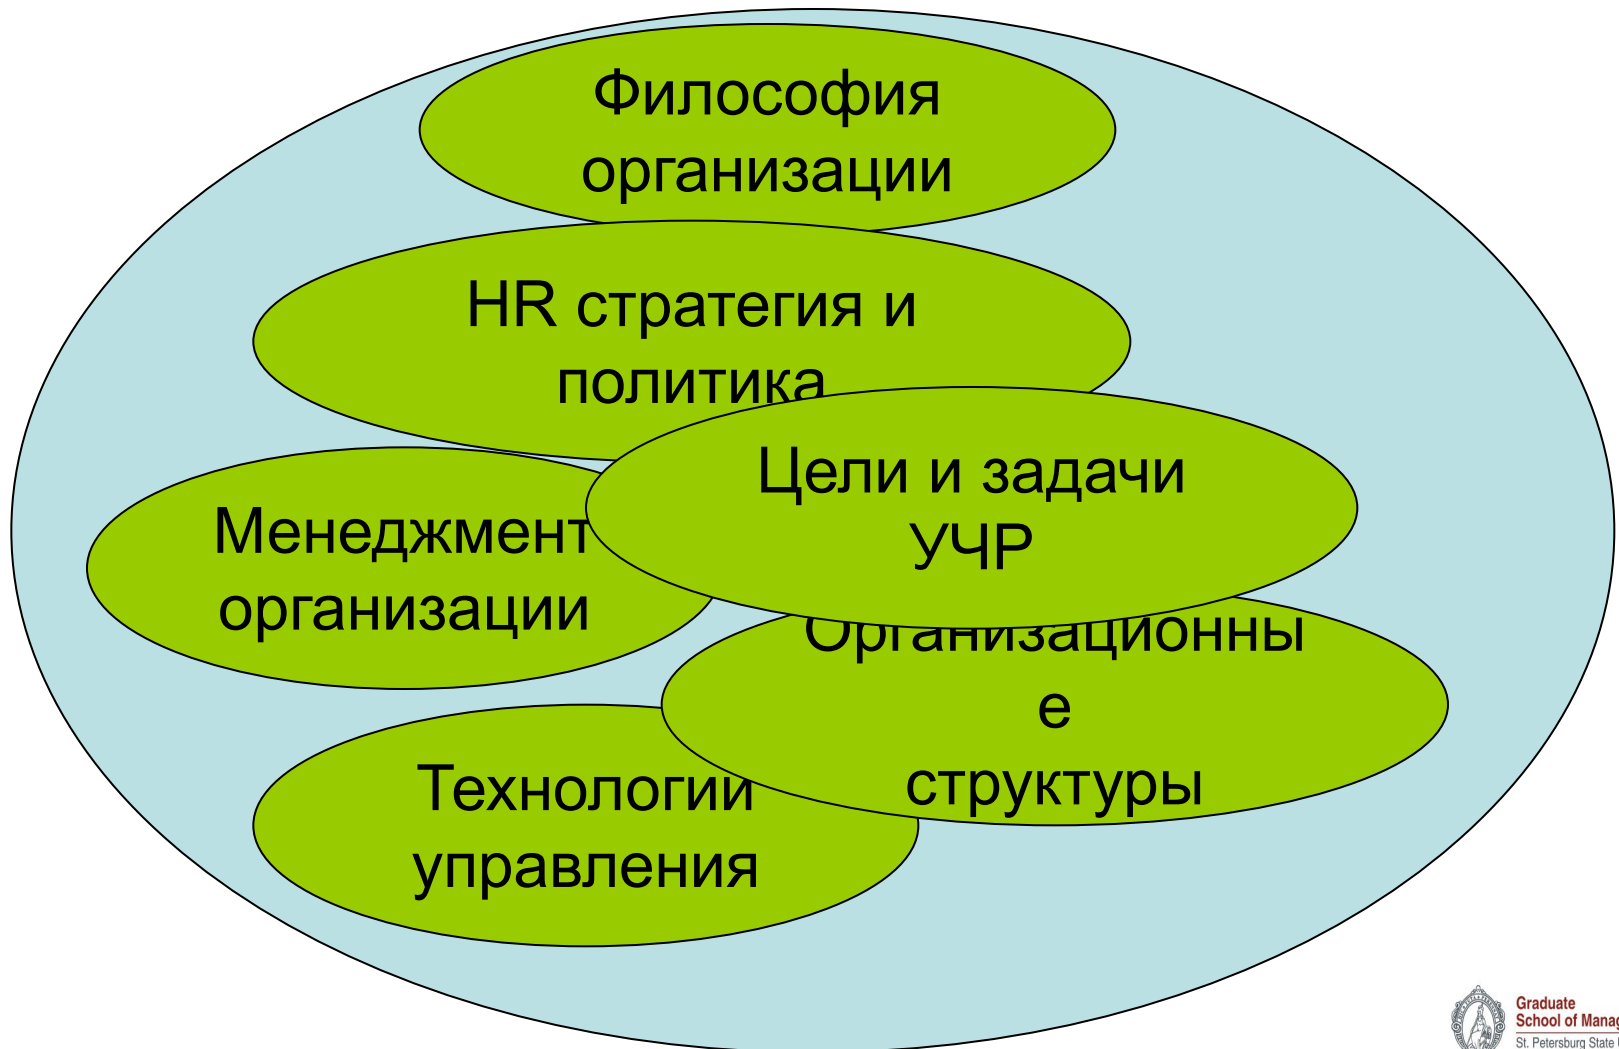 Философия
организации
HR стратегия и
политика
Цели и задачи
УЧР
Менеджмент
организации
Организационны
е
структуры
Технологии
управления
Graduate
School of
St. Petersburg State